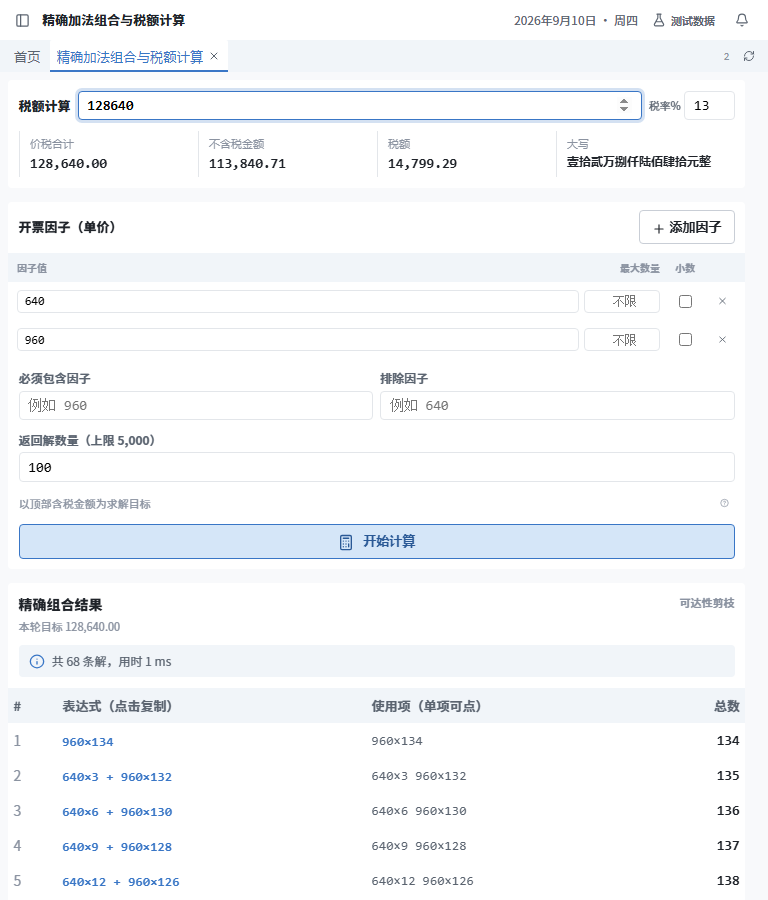 精确加法组合与税额计算
2026年9月10日 · 周四 测试数据
首页 精确加法组合与税额计算 × 2
税额计算 128640 税率% 13
价税合计 不含税金额 税额 大写
128,640.00 113,840.71 14,799.29 壹拾贰万捌仟陆佰肆拾元整
开票因子（单价） + 添加因子
因子值 最大数量 小数
640 不限 ×
960 不限 ×
必须包含因子 排除因子
例如 960 例如 640
返回解数量（上限 5,000）
100
以顶部含税金额为求解目标
开始计算
精确组合结果 可达性剪枝
本轮目标 128,640.00
共 68 条解，用时 1 ms
# 表达式（点击复制） 使用项（单项可点） 总数
1 960×134 960×134 134
2 640×3 + 960×132 640×3 960×132 135
3 640×6 + 960×130 640×6 960×130 136
4 640×9 + 960×128 640×9 960×128 137
5 640×12 + 960×126 640×12 960×126 138